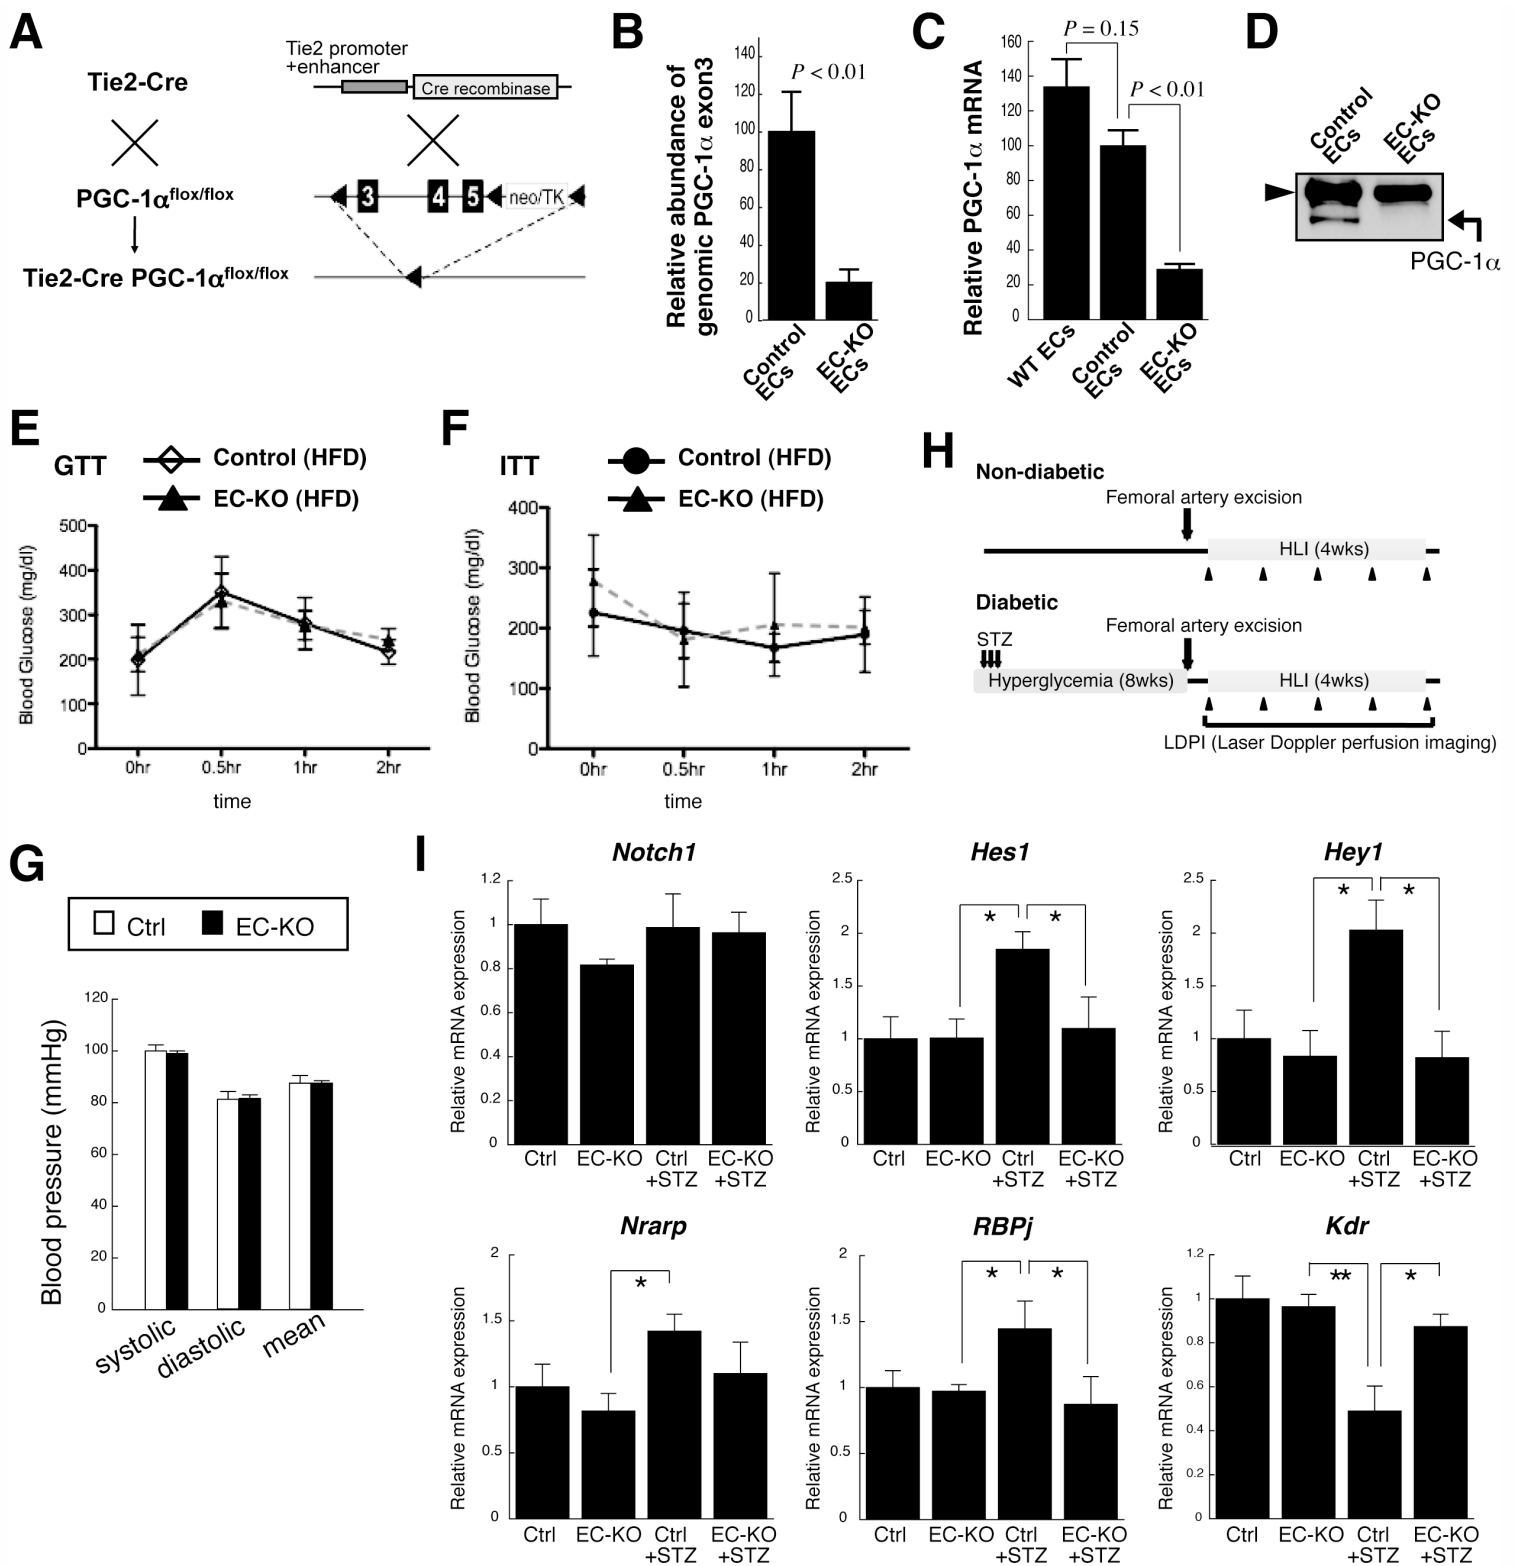 A
Tie2-Cre
PGC-1α flox/flox
Tie2-Cre PGC-1α flox/flox
Tie2 promoter
+enhancer
Cre recombinase
3 4 5 neo/TK
B
Relative abundance of
genomic PGC-1α exon3
140
120
100
80
60
40
20
0
P < 0.01
Control
ECs
EC-KO
ECs
C
Relative PGC-1α mRNA
160
140
120
100
80
60
40
20
0
P = 0.15
P < 0.01
WT ECs
Control
ECs
EC-KO
ECs
D
Control
ECs
EC-KO
ECs
PGC-1α
E
GTT
Control (HFD)
EC-KO (HFD)
Blood Glucose (mg/dl)
500
400
300
200
100
0
0hr 0.5hr 1hr 2hr
time
F
ITT
Control (HFD)
EC-KO (HFD)
Blood Glucose (mg/dl)
400
300
200
100
0
0hr 0.5hr 1hr 2hr
time
H
Non-diabetic
Femoral artery excision
HLI (4wks)
Diabetic
Femoral artery excision
STZ
Hyperglycemia (8wks)
HLI (4wks)
LDPI (Laser Doppler perfusion imaging)
G
Ctrl EC-KO
Blood pressure (mmHg)
120
100
80
60
40
20
0
systolic
diastolic
mean
I
Notch1
Relative mRNA expression
1.2
1
0.8
0.6
0.4
0.2
0
Ctrl EC-KO Ctrl EC-KO
+STZ +STZ
Hes1
Relative mRNA expression
2.5
2
1.5
1
0.5
0
* *
Ctrl EC-KO Ctrl EC-KO
+STZ +STZ
Hey1
Relative mRNA expression
2.5
2
1.5
1
0.5
0
* *
Ctrl EC-KO Ctrl EC-KO
+STZ +STZ
Nrarp
Relative mRNA expression
2
1.5
1
0.5
0
*
Ctrl EC-KO Ctrl EC-KO
+STZ +STZ
RBPj
Relative mRNA expression
2
1.5
1
0.5
0
* *
Ctrl EC-KO Ctrl EC-KO
+STZ +STZ
Kdr
Relative mRNA expression
1.2
1
0.8
0.6
0.4
0.2
0
** *
Ctrl EC-KO Ctrl EC-KO
+STZ +STZ